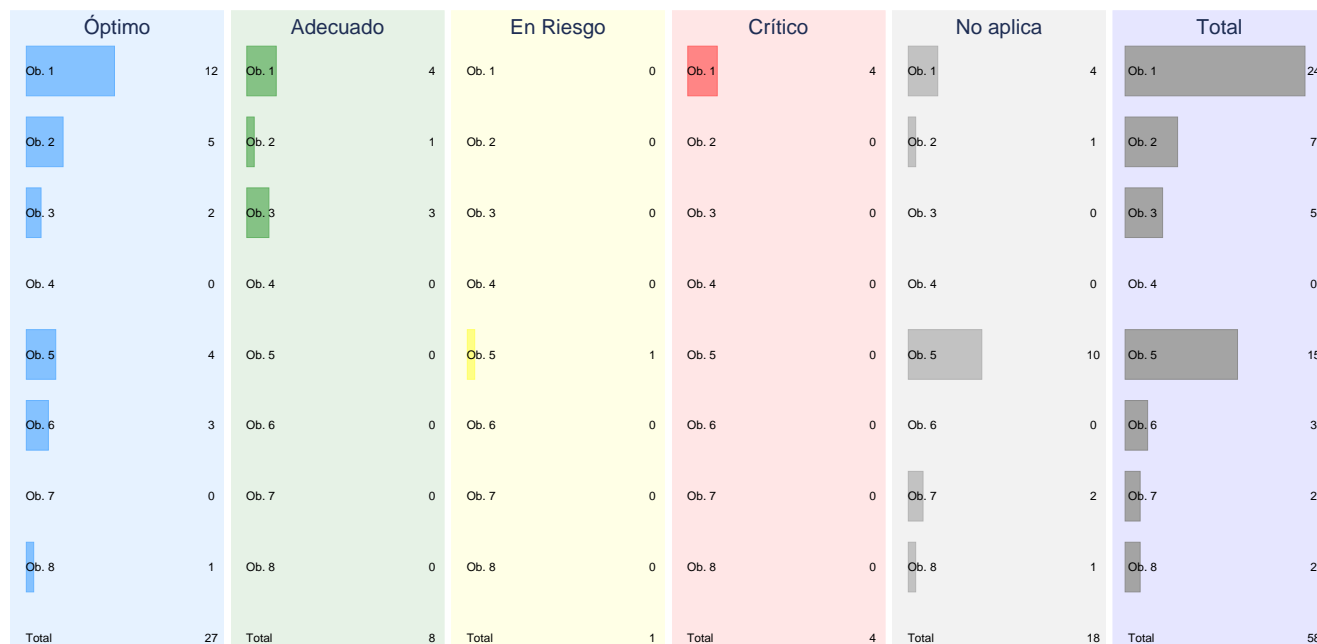 Óptimo Adecuado En Riesgo Crítico No aplica Total
Ob. 1 12 Ob. 1 4 Ob. 1 0 Ob. 1 4 Ob. 1 4 Ob. 1 24
Ob. 2 5 Ob. 2 1 Ob. 2 0 Ob. 2 0 Ob. 2 1 Ob. 2 7
Ob. 3 2 Ob. 3 3 Ob. 3 0 Ob. 3 0 Ob. 3 0 Ob. 3 5
Ob. 4 0 Ob. 4 0 Ob. 4 0 Ob. 4 0 Ob. 4 0 Ob. 4 0
Ob. 5 4 Ob. 5 0 Ob. 5 1 Ob. 5 0 Ob. 5 10 Ob. 5 15
Ob. 6 3 Ob. 6 0 Ob. 6 0 Ob. 6 0 Ob. 6 0 Ob. 6 3
Ob. 7 0 Ob. 7 0 Ob. 7 0 Ob. 7 0 Ob. 7 2 Ob. 7 2
Ob. 8 1 Ob. 8 0 Ob. 8 0 Ob. 8 0 Ob. 8 1 Ob. 8 2
Total 27 Total 8 Total 1 Total 4 Total 18 Total 58